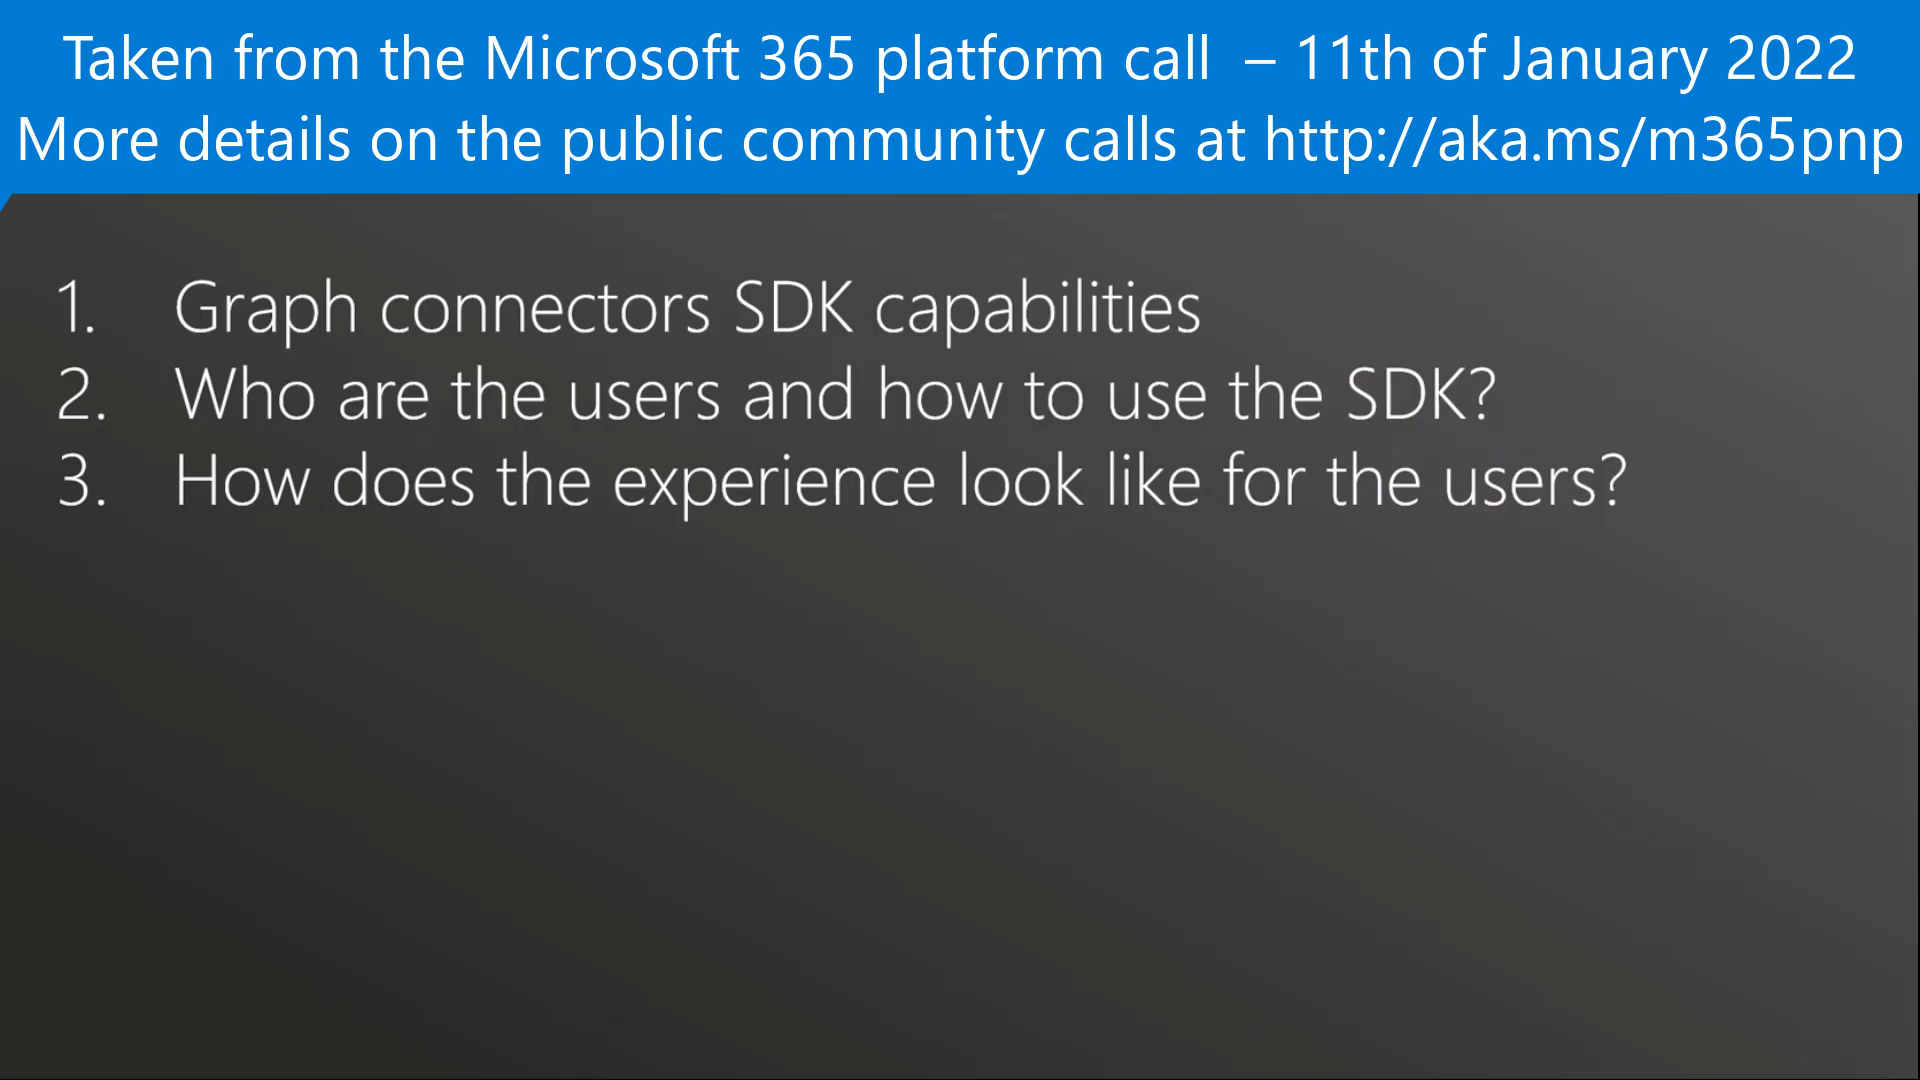 Taken from the Microsoft 365 platform call – 11th of January 2022
More details on the public community calls at http://aka.ms/m365pnp
1. Graph connectors SDK capabilities
2. Who are the users and how to use the SDK?
3. How does the experience look like for the users?